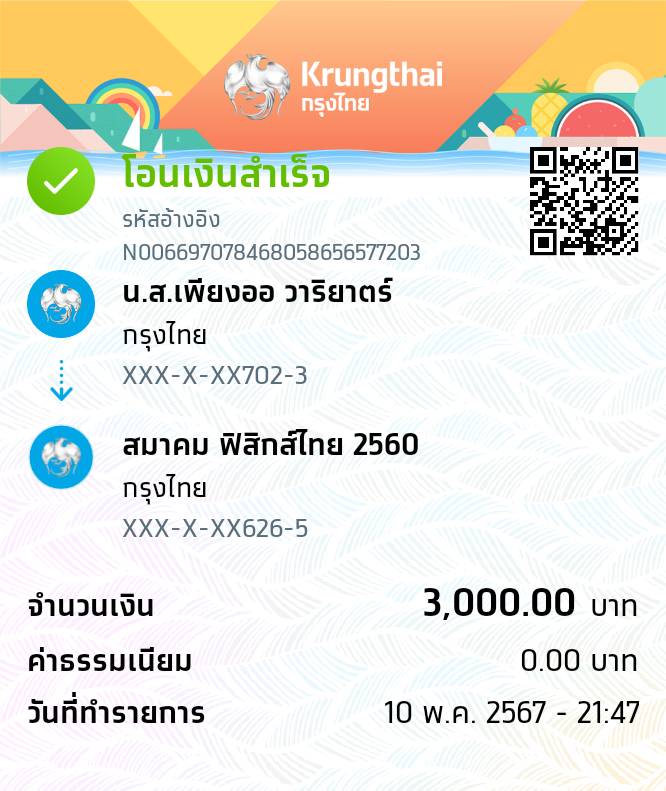 Krungthai
กรุงไทย
โอนเงินสำเร็จ
รหัสอ้างอิง
N00669707846805865657​7203
น.ส.เพียงออ วาริยาตร์
กรุงไทย
XXX-X-XX702-3
สมาคม ฟิสิกส์ไทย 2560
กรุงไทย
XXX-X-XX626-5
จำนวนเงิน 3,000.00 บาท
ค่าธรรมเนียม 0.00 บาท
วันที่ทำรายการ 10 พ.ค. 2567 - 21:47